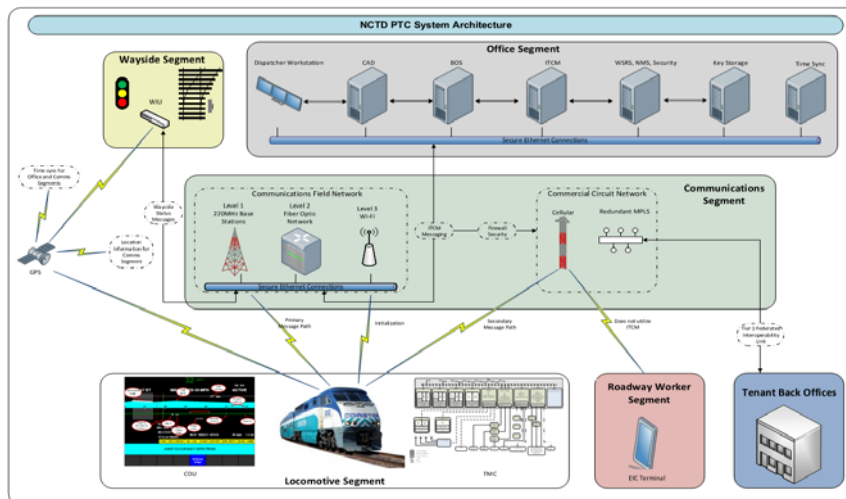 NCTD PTC System Architecture
Wayside Segment
WIU
Office Segment
Dispatcher Workstation
CAD
BOS
ITCM
WSRS, NMS, Security
Key Storage
Time Sync
Secure Ethernet Connections
Time sync for
Office and Comms
Segments
GPS
Location
Information for
Comms
Segment
Wayside
Status
Messages
Communications
Segment
Communications Field Network
Level 1
220MHz Base
Stations
Level 2
Fiber Optic
Network
Level 3
Wi-Fi
Secure Ethernet Connections
ITCM
Messaging
Firewall
Security
Commercial Circuit Network
Cellular
Redundant MPLS
Primary
Message Path
Initialization
Secondary
Message Path
Does not utilize
ITCM
Tier 1 Federated
Interoperability
Link
CDU
Locomotive Segment
TMC
Roadway Worker
Segment
EIC Terminal
Tenant Back Offices